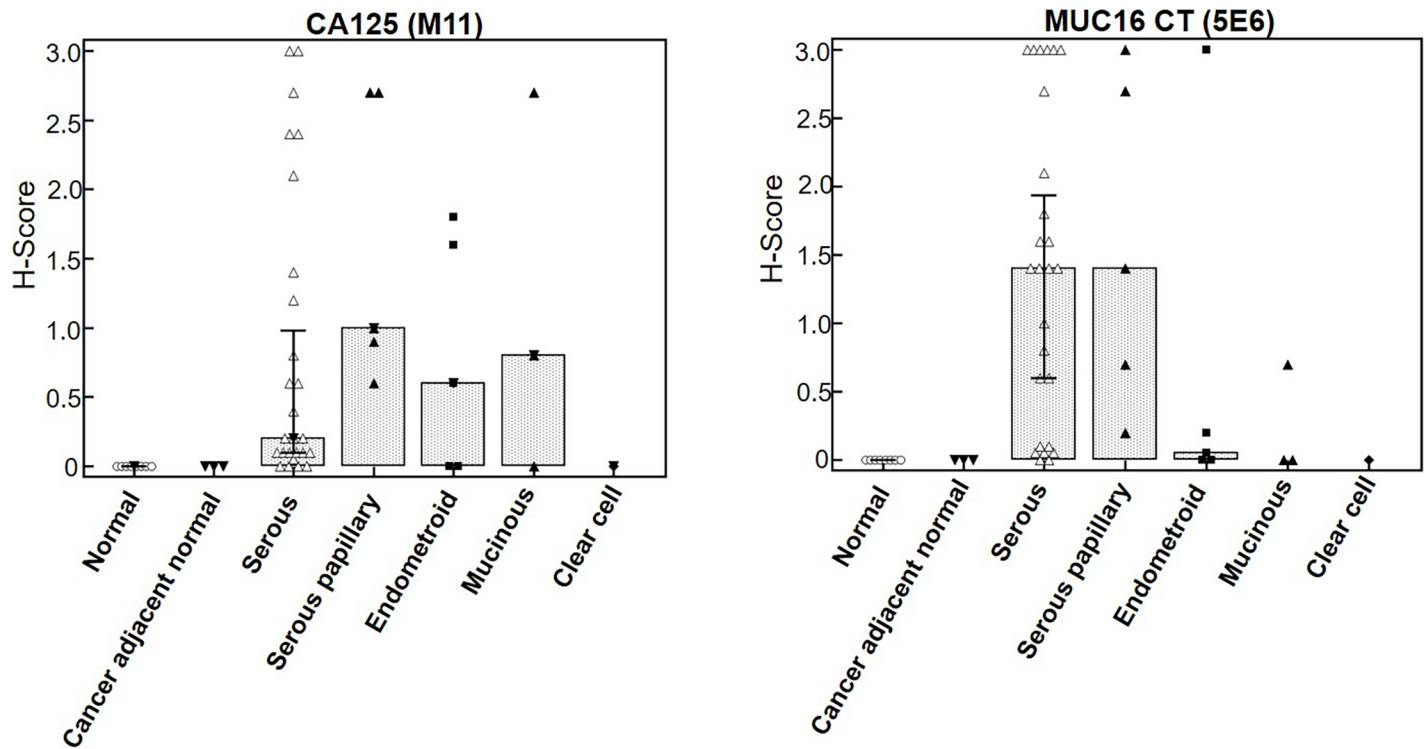 CA125 (M11)
3.0
2.5
2.0
1.5
1.0
0.5
0
H-Score
Normal
Cancer adjacent normal
Serous
Serous papillary
Endometroid
Mucinous
Clear cell
MUC16 CT (5E6)
3.0
2.5
2.0
1.5
1.0
0.5
0
H-Score
Normal
Cancer adjacent normal
Serous
Serous papillary
Endometroid
Mucinous
Clear cell